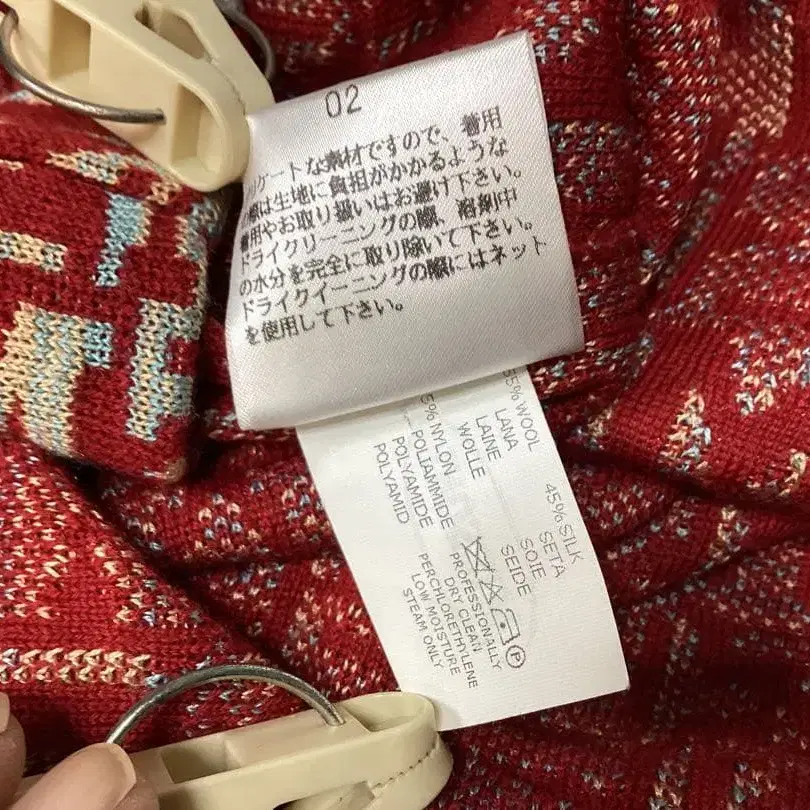 02
リケートな素材ですので、着用
の際は生地に負担がかかるような
着用やお取り扱いはお避け下さい。
ドライクリーニングの際、溶剤中
の水分を完全に取り除いて下さい。
ドライクイーニングの際にはネット
を使用して下さい。
WOOL
LANA
LAINE
WOLLE
45% SILK
SETA
SOIE
SEIDE
NYLON
POLIAMMIDE
POLYAMIDE
POLYAMID
P
PROFESSIONALLY
DRY CLEAN
PERCHLORETHYLENE
LOW MOISTURE
STEAM ONLY